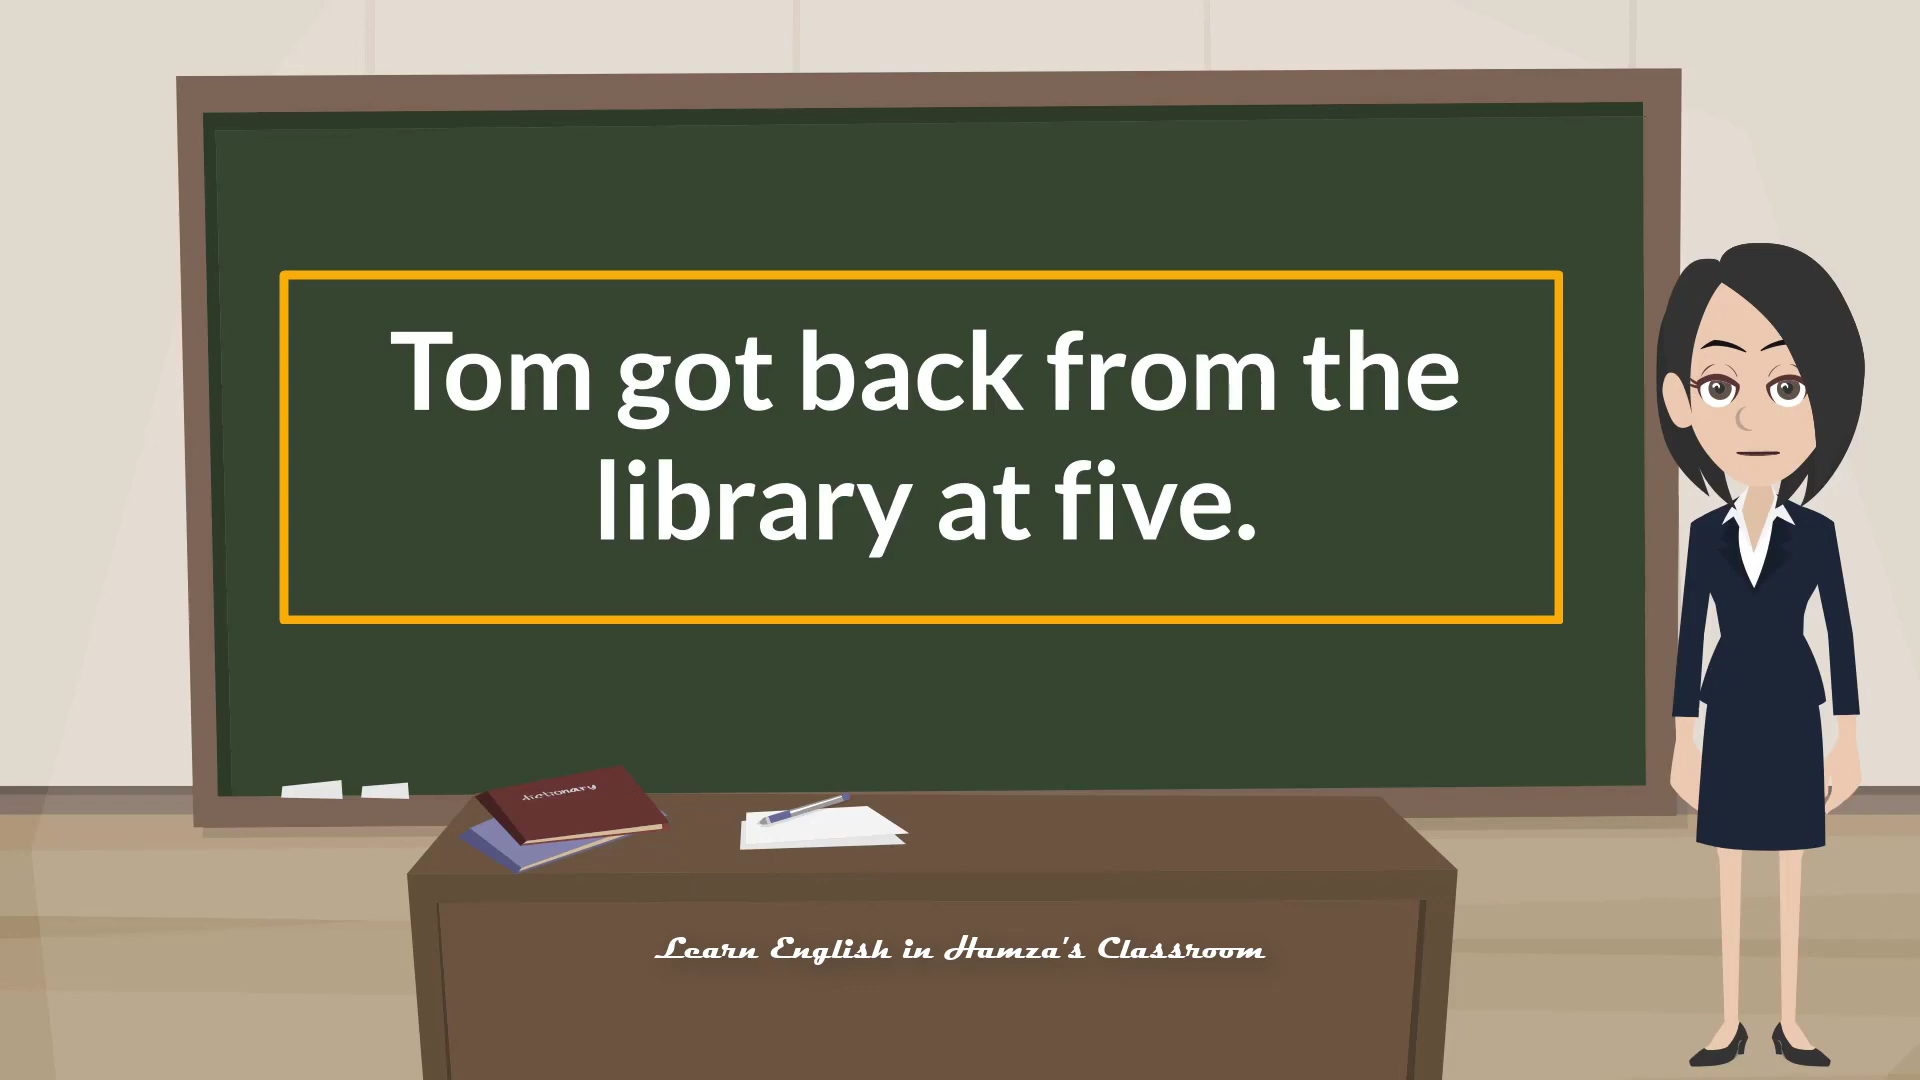 Tom got back from the
library at five.
dictionary
Learn English in Hamza's Classroom